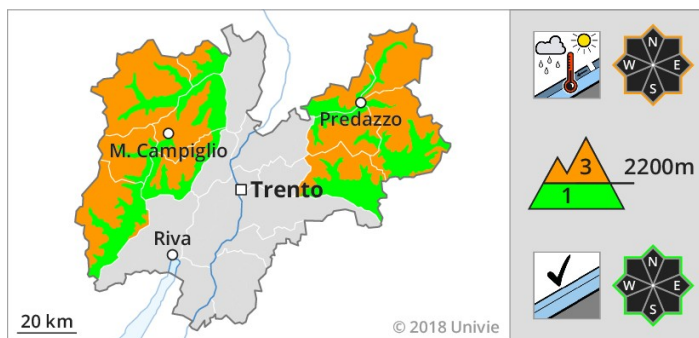 M. Campiglio
Predazzo
Trento
Riva
20 km
© 2018 Univie
N
W E
S
3 2200m
1
N
W E
S